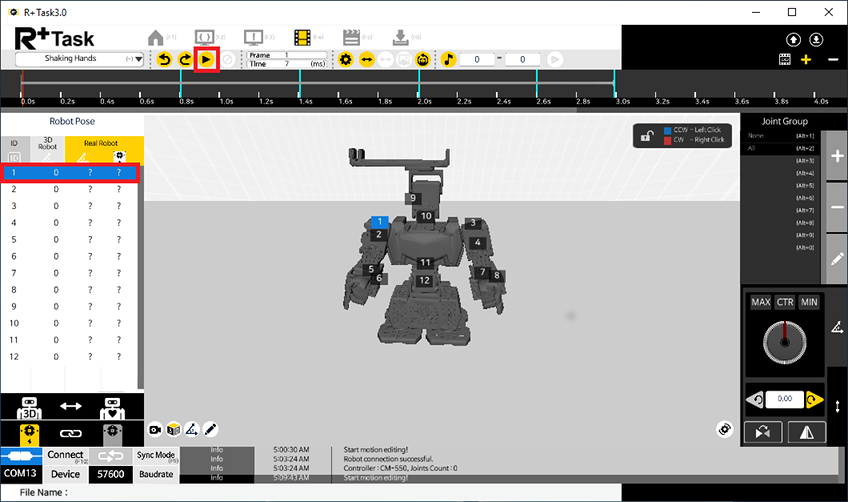 R+Task3.0
R+Task
Shaking Hands (-)
Frame 1
Time 7 (ms)
0 - 0
0.0s 0.2s 0.4s 0.6s 0.8s 1.0s 1.2s 1.4s 1.6s 1.8s 2.0s 2.2s 2.4s 2.6s 2.8s 3.0s 3.2s 3.4s 3.6s 3.8s 4.0s
Robot Pose
ID 3D Robot Real Robot
1 0 ? ?
2 0 ? ?
3 0 ? ?
4 0 ? ?
5 0 ? ?
6 0 ? ?
7 0 ? ?
8 0 ? ?
9 0 ? ?
10 0 ? ?
11 0 ? ?
12 0 ? ?
3D
CCW - Left Click
CW - Right Click
9
10
1
2
3
4
11
5
6
12
7
8
Joint Group
None (Alt+1)
All (Alt+2)
(Alt+3)
(Alt+4)
(Alt+5)
(Alt+6)
(Alt+7)
(Alt+8)
(Alt+9)
(Alt+0)
MAX CTR MIN
0.00
Connect
Sync Mode
COM13 Device 57600 Baudrate
Info 5:00:30 AM Start motion editing!
Info 5:03:24 AM Robot connection successful.
Info 5:03:24 AM Controller : CM-550, Joints Count : 0
Info 5:09:43 AM Start motion editing!
File Name :